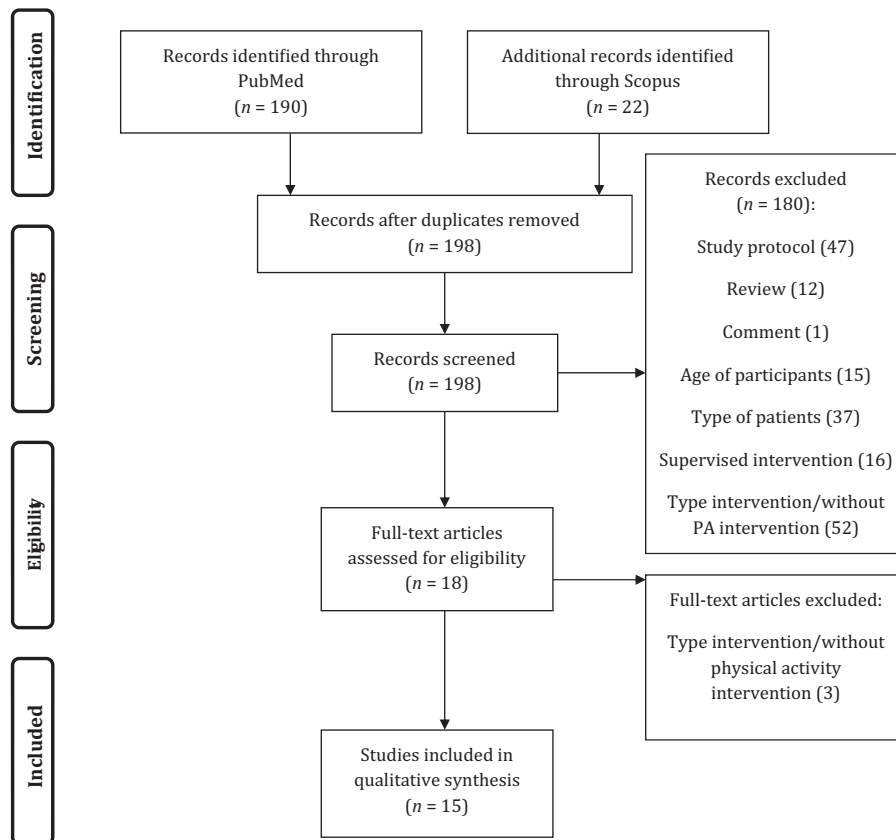 Identification
Records identified through
PubMed
(n = 190)
Additional records identified
through Scopus
(n = 22)
Records after duplicates removed
(n = 198)
Screening
Records screened
(n = 198)
Records excluded
(n = 180):
Study protocol (47)
Review (12)
Comment (1)
Age of participants (15)
Type of patients (37)
Supervised intervention (16)
Type intervention/without
PA intervention (52)
Eligibility
Full-text articles
assessed for eligibility
(n = 18)
Full-text articles excluded:
Type intervention/without
physical activity
intervention (3)
Included
Studies included in
qualitative synthesis
(n = 15)